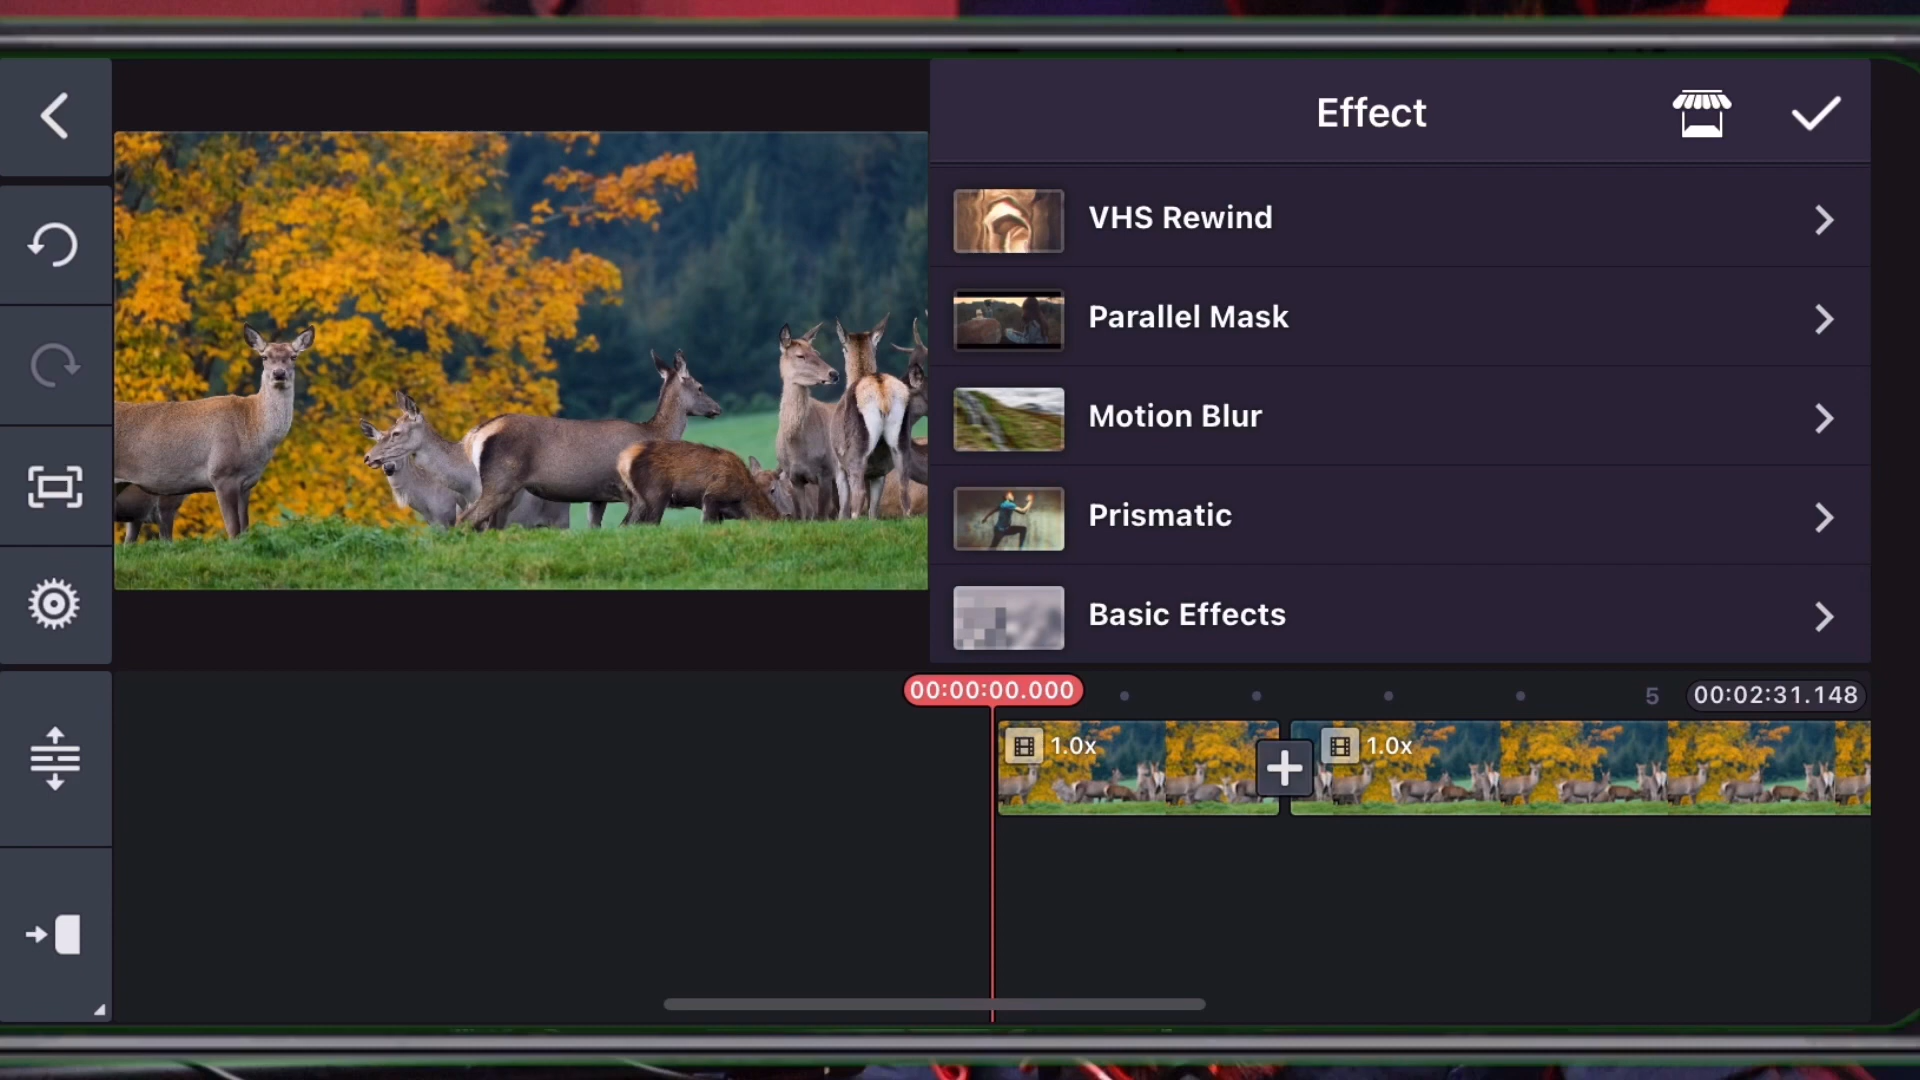 Effect
VHS Rewind
Parallel Mask
Motion Blur
Prismatic
Basic Effects
00:00:00.000
5
00:02:31.148
1.0x
1.0x